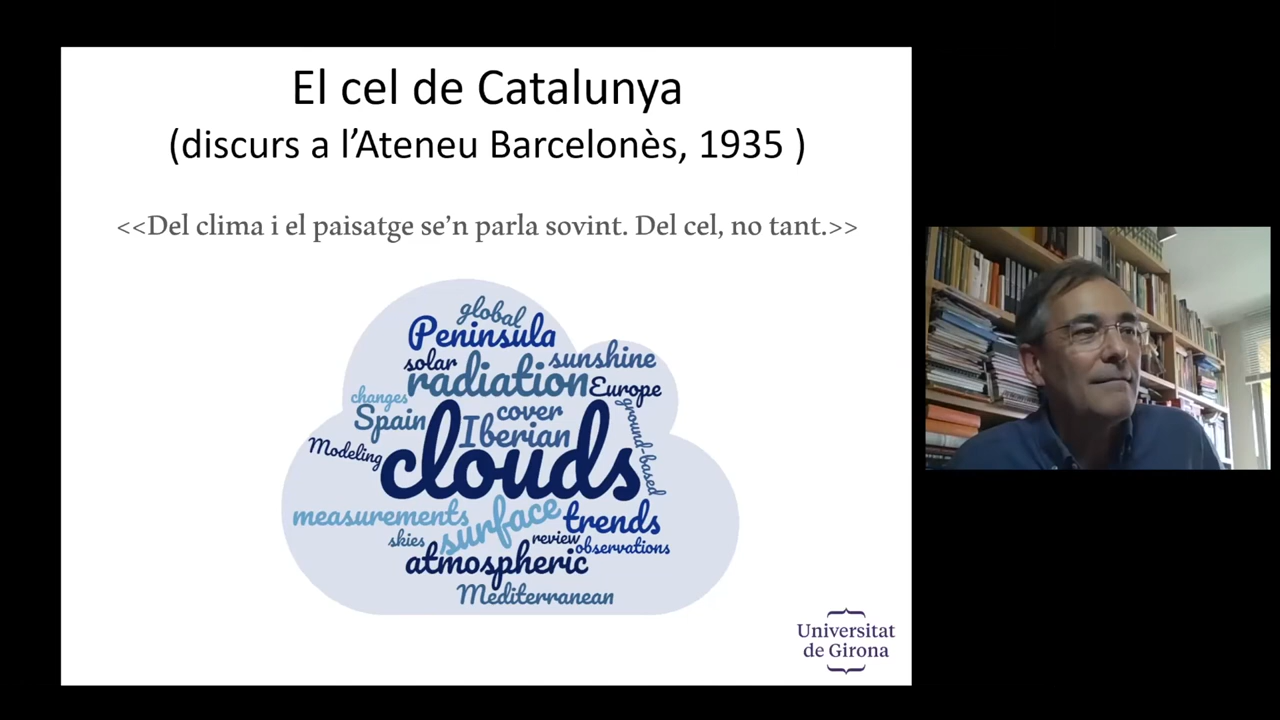 El cel de Catalunya
(discurs a l’Ateneu Barcelonès, 1935 )
<<Del clima i el paisatge se’n parla sovint. Del cel, no tant.>>
global
Peninsula
solar
sunshine
radiation
Europe
changes
cover
Spain
Iberian
ground-based
Modeling
clouds
measurements
surface
trends
skies
review
observations
atmospheric
Mediterranean
Universitat
de Girona